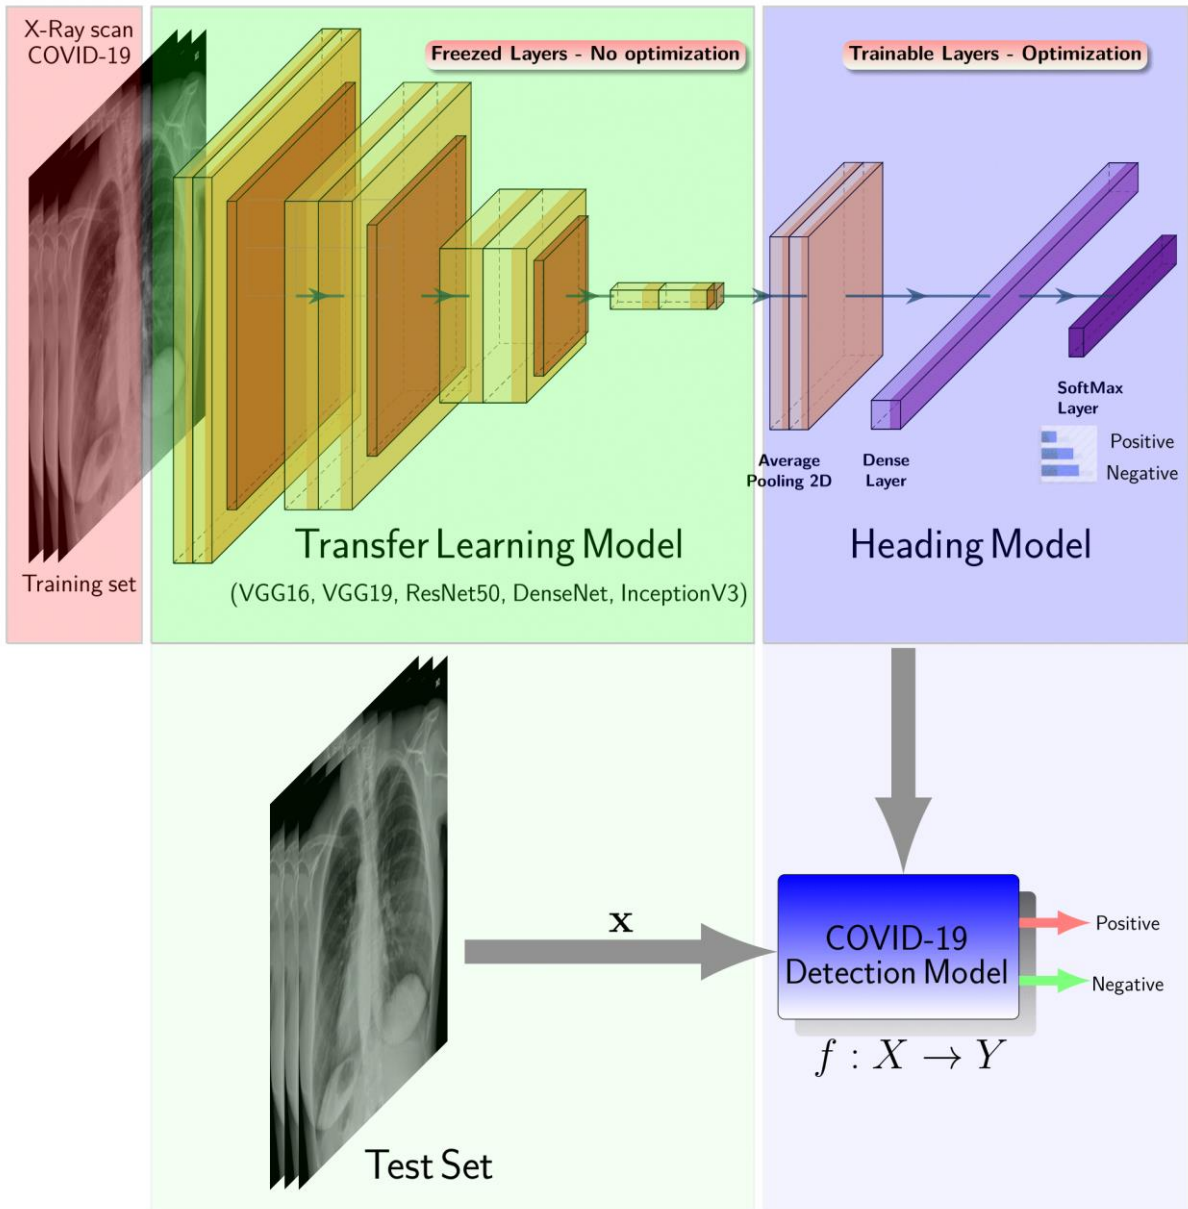 X-Ray scan
COVID-19
Freezed Layers - No optimization
Trainable Layers - Optimization
SoftMax
Layer
Positive
Negative
Average
Pooling 2D
Dense
Layer
Transfer Learning Model
Heading Model
Training set
(VGG16, VGG19, ResNet50, DenseNet, InceptionV3)
x
COVID-19
Detection Model
Positive
Negative
f : X → Y
Test Set